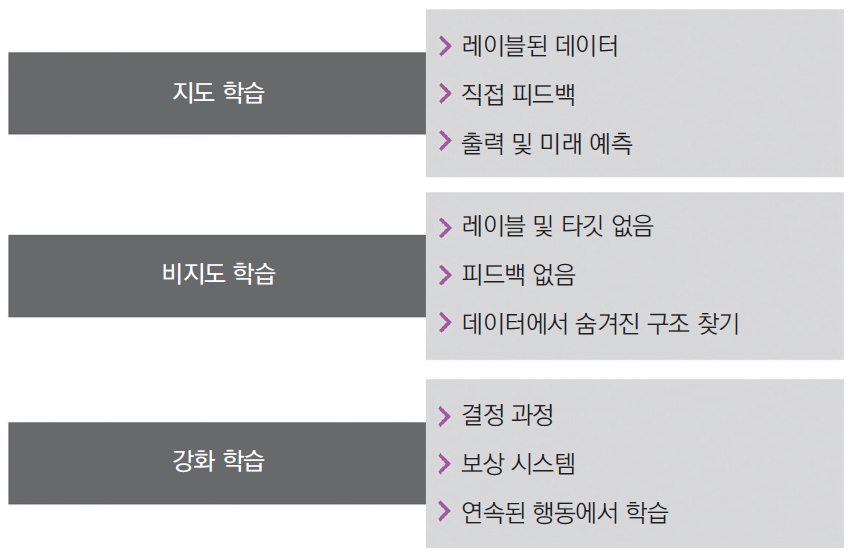 지도 학습
레이블된 데이터
직접 피드백
출력 및 미래 예측
비지도 학습
레이블 및 타깃 없음
피드백 없음
데이터에서 숨겨진 구조 찾기
강화 학습
결정 과정
보상 시스템
연속된 행동에서 학습